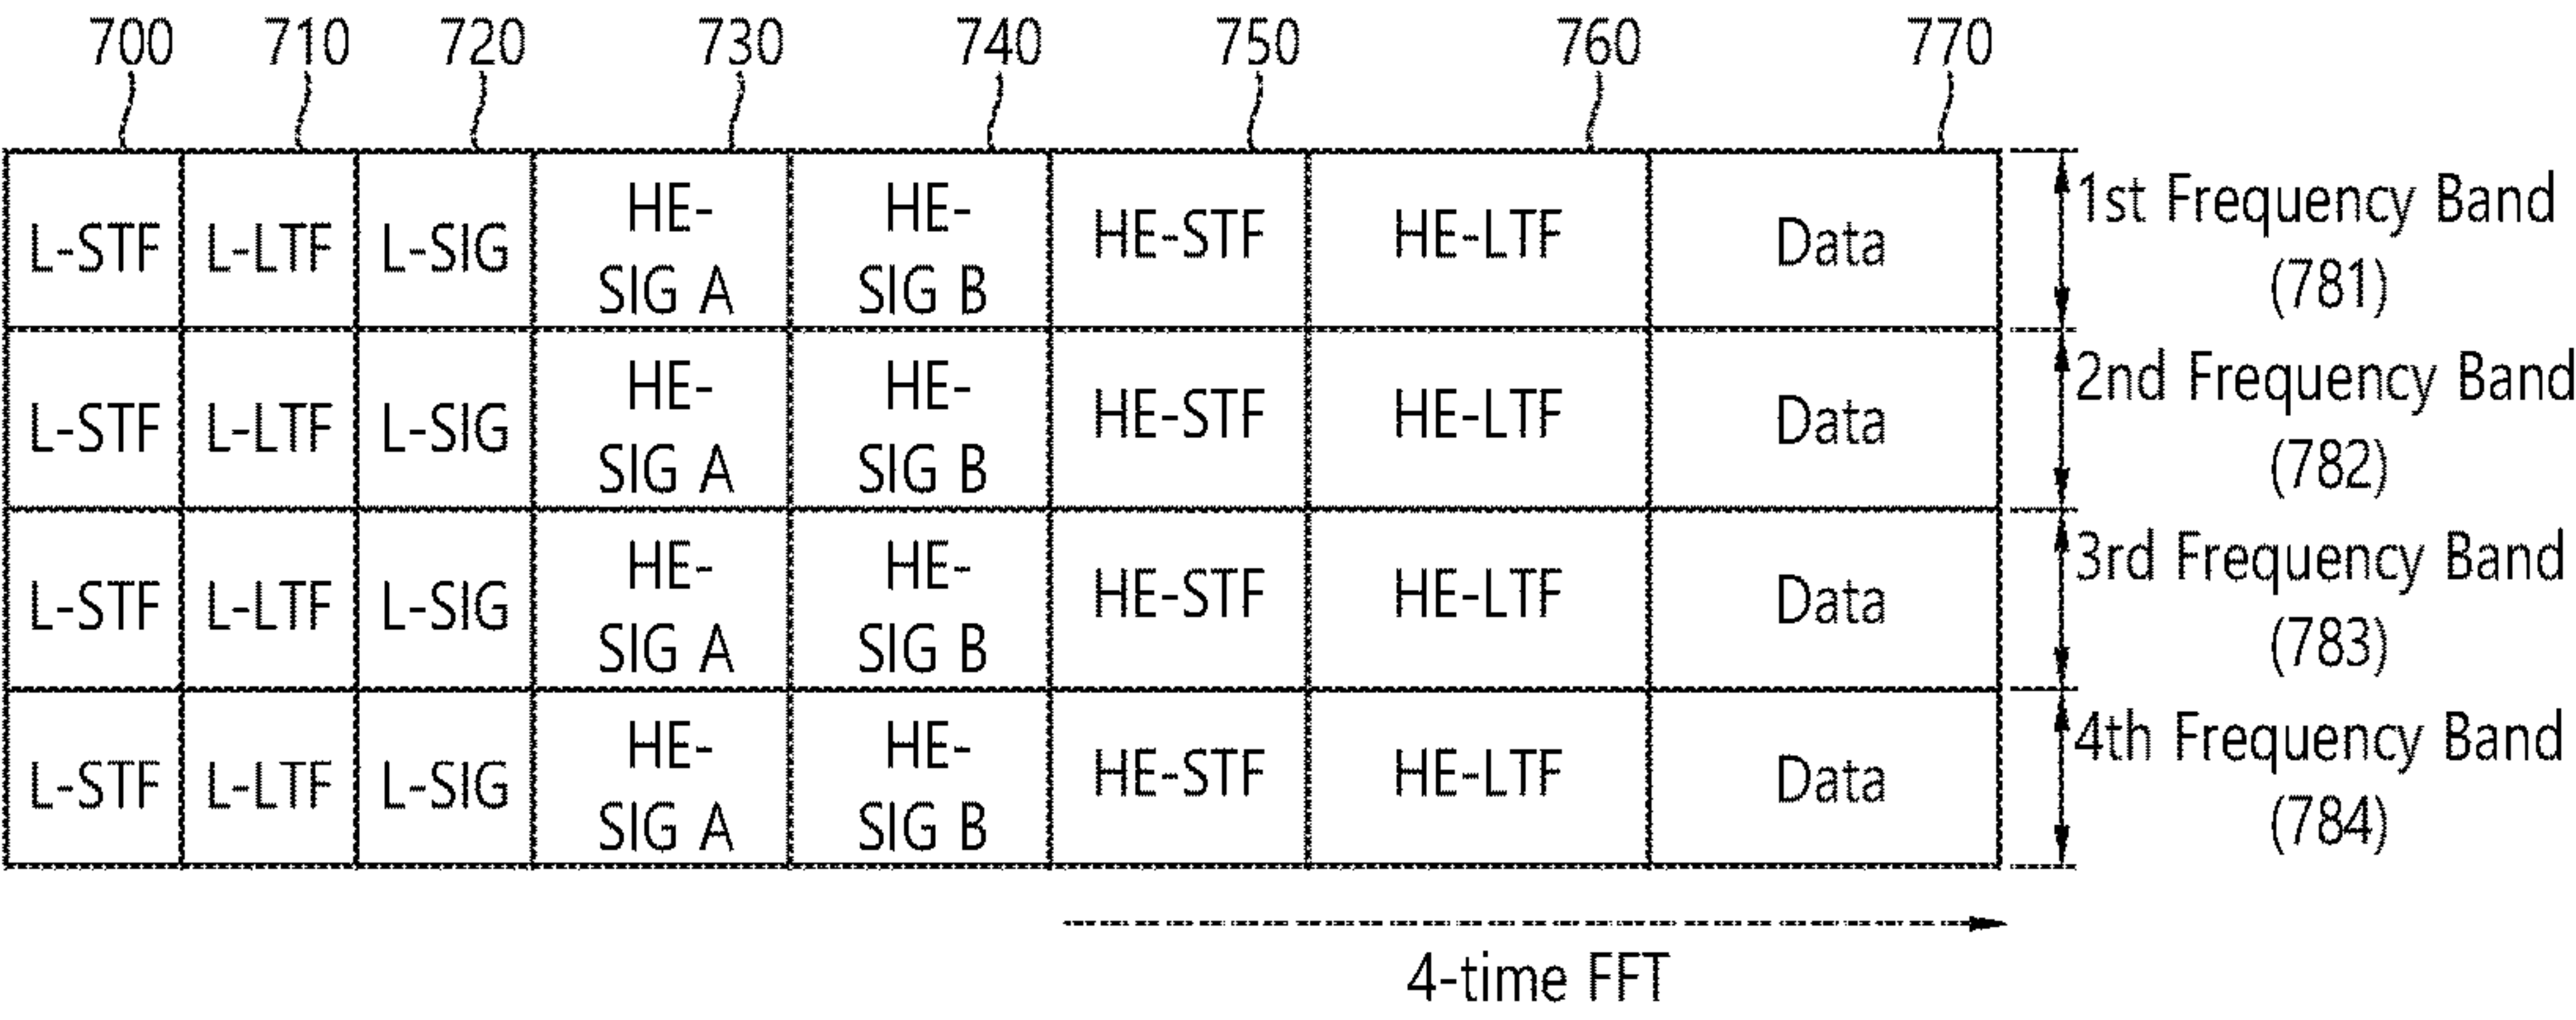 700 710 720 730 740 750 760 770
L-STF L-LTF L-SIG HE- SIG A HE- SIG B HE-STF HE-LTF Data 1st Frequency Band (781)
L-STF L-LTF L-SIG HE- SIG A HE- SIG B HE-STF HE-LTF Data 2nd Frequency Band (782)
L-STF L-LTF L-SIG HE- SIG A HE- SIG B HE-STF HE-LTF Data 3rd Frequency Band (783)
L-STF L-LTF L-SIG HE- SIG A HE- SIG B HE-STF HE-LTF Data 4th Frequency Band (784)
4-time FFT